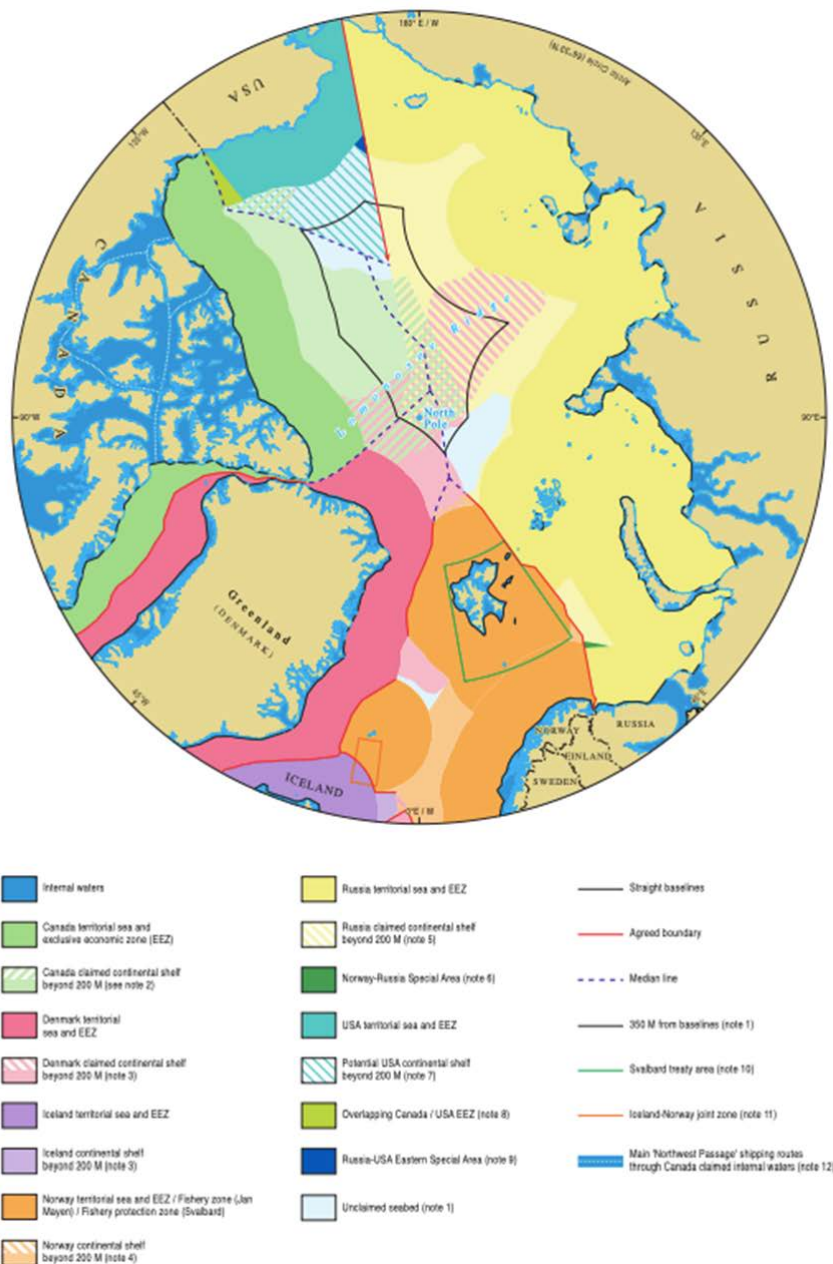 180° E / W
Arctic Circle (66°33'N)
USA
135°W
135°E
CANADA
RUSSIA
Lomonosov Ridge
90°W
North
Pole
90°E
Greenland
(DENMARK)
45°W
NORWAY
RUSSIA
FINLAND
SWEDEN
ICELAND
0°E / W
Internal waters
Canada territorial sea and
exclusive economic zone (EEZ)
Canada claimed continental shelf
beyond 200 M (see note 2)
Denmark territorial
sea and EEZ
Denmark claimed continental shelf
beyond 200 M (note 3)
Iceland territorial sea and EEZ
Iceland continental shelf
beyond 200 M (note 3)
Norway territorial sea and EEZ / Fishery zone (Jan
Mayen) / Fishery protection zone (Svalbard)
Norway continental shelf
beyond 200 M (note 4)
Russia territorial sea and EEZ
Russia claimed continental shelf
beyond 200 M (note 5)
Norway-Russia Special Area (note 6)
USA territorial sea and EEZ
Potential USA continental shelf
beyond 200 M (note 7)
Overlapping Canada / USA EEZ (note 8)
Russia-USA Eastern Special Area (note 9)
Unclaimed seabed (note 1)
Straight baselines
Agreed boundary
Median line
350 M from baselines (note 1)
Svalbard treaty area (note 10)
Iceland-Norway joint zone (note 11)
Main 'Northwest Passage' shipping routes
through Canada claimed internal waters (note 12)